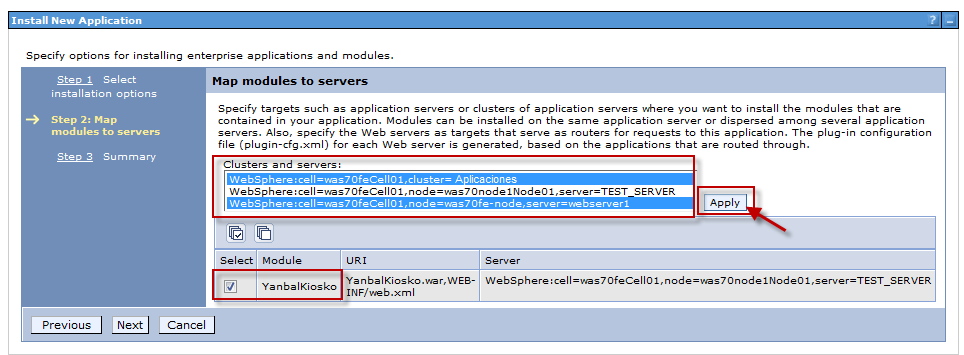 Install New Application
? _
Specify options for installing enterprise applications and modules.
Step 1 Select
installation options
Step 2: Map
modules to servers
Step 3 Summary
Map modules to servers
Specify targets such as application servers or clusters of application servers where you want to install the modules that are
contained in your application. Modules can be installed on the same application server or dispersed among several application
servers. Also, specify the Web servers as targets that serve as routers for requests to this application. The plug-in configuration
file (plugin-cfg.xml) for each Web server is generated, based on the applications that are routed through.
Clusters and servers:
WebSphere:cell=was70feCell01,cluster= Aplicaciones
WebSphere:cell=was70feCell01,node=was70node1Node01,server=TEST_SERVER
WebSphere:cell=was70feCell01,node=was70fe-node,server=webserver1
Apply
Select Module URI Server
YanbalKiosko
YanbalKiosko.war,WEB-
INF/web.xml
WebSphere:cell=was70feCell01,node=was70node1Node01,server=TEST_SERVER
Previous Next Cancel